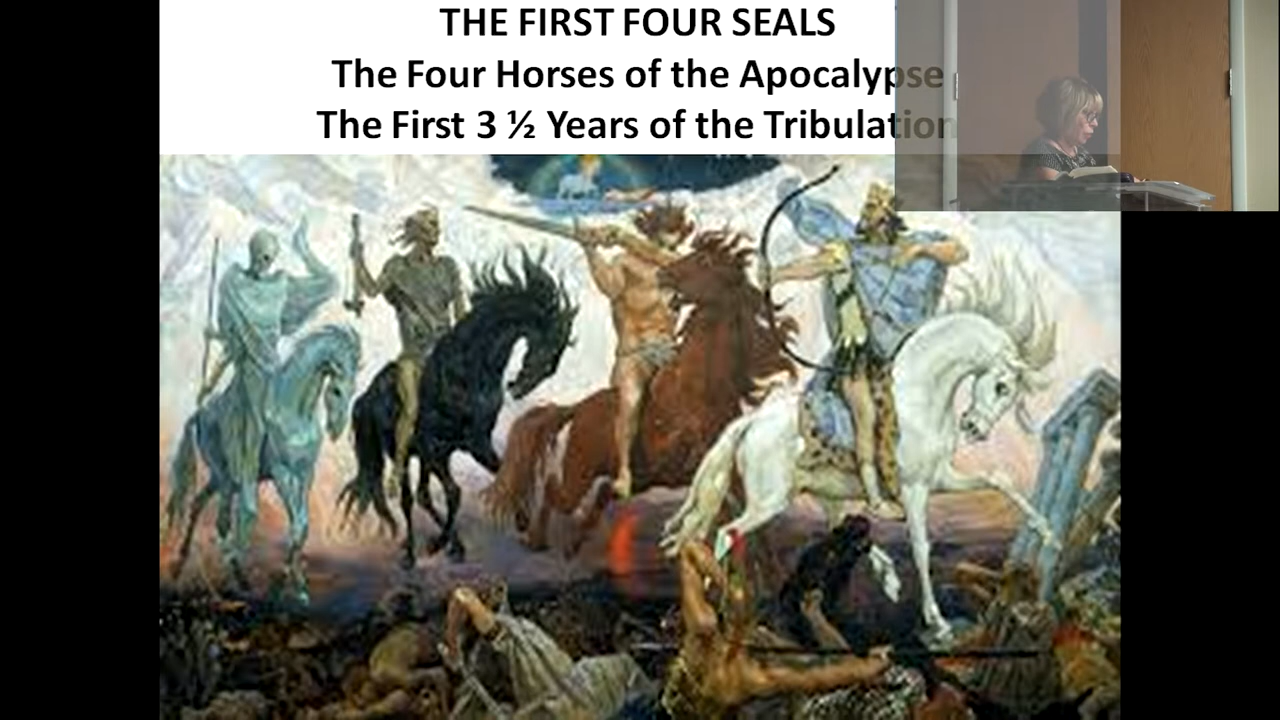 THE FIRST FOUR SEALS
The Four Horses of the Apocalypse
The First 3 ½ Years of the Tribulation